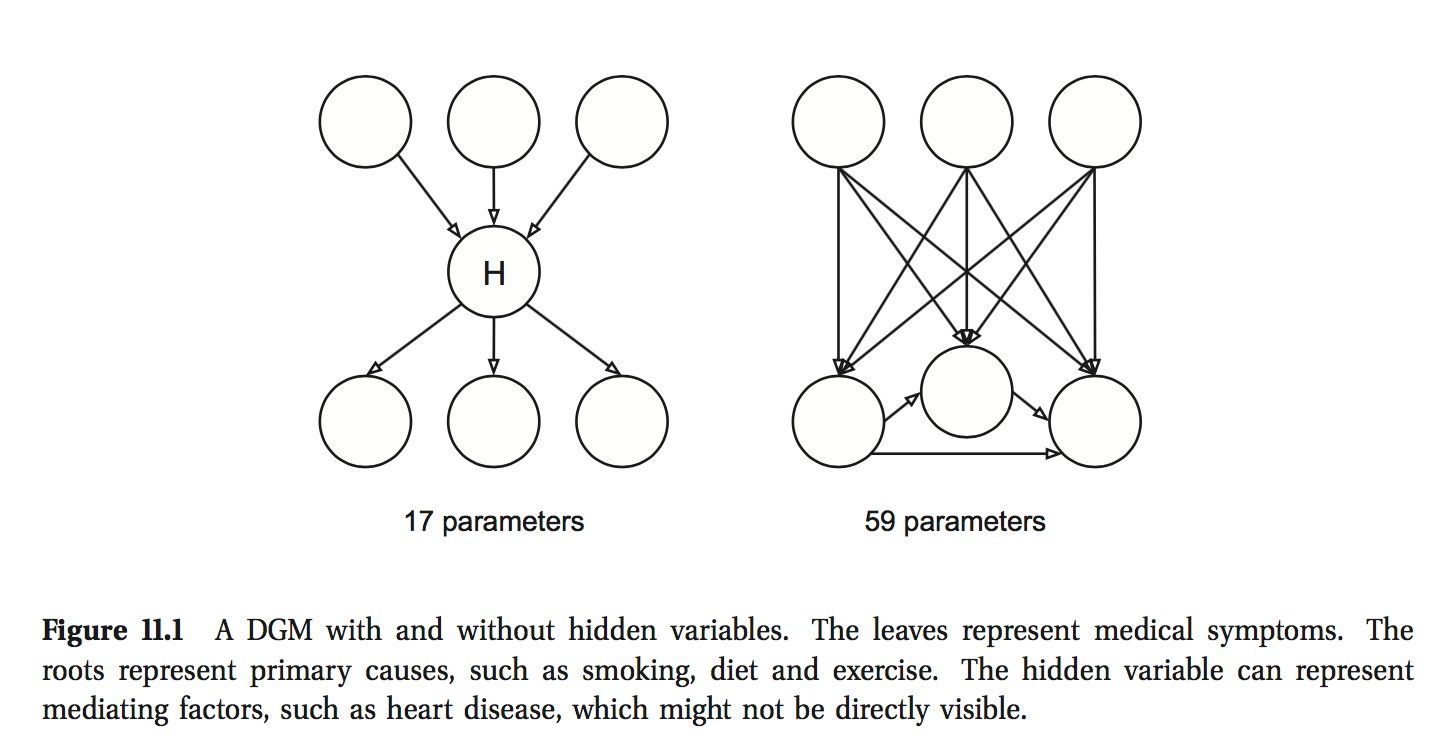 H
17 parameters
59 parameters
Figure 11.1 A DGM with and without hidden variables. The leaves represent medical symptoms. The
roots represent primary causes, such as smoking, diet and exercise. The hidden variable can represent
mediating factors, such as heart disease, which might not be directly visible.